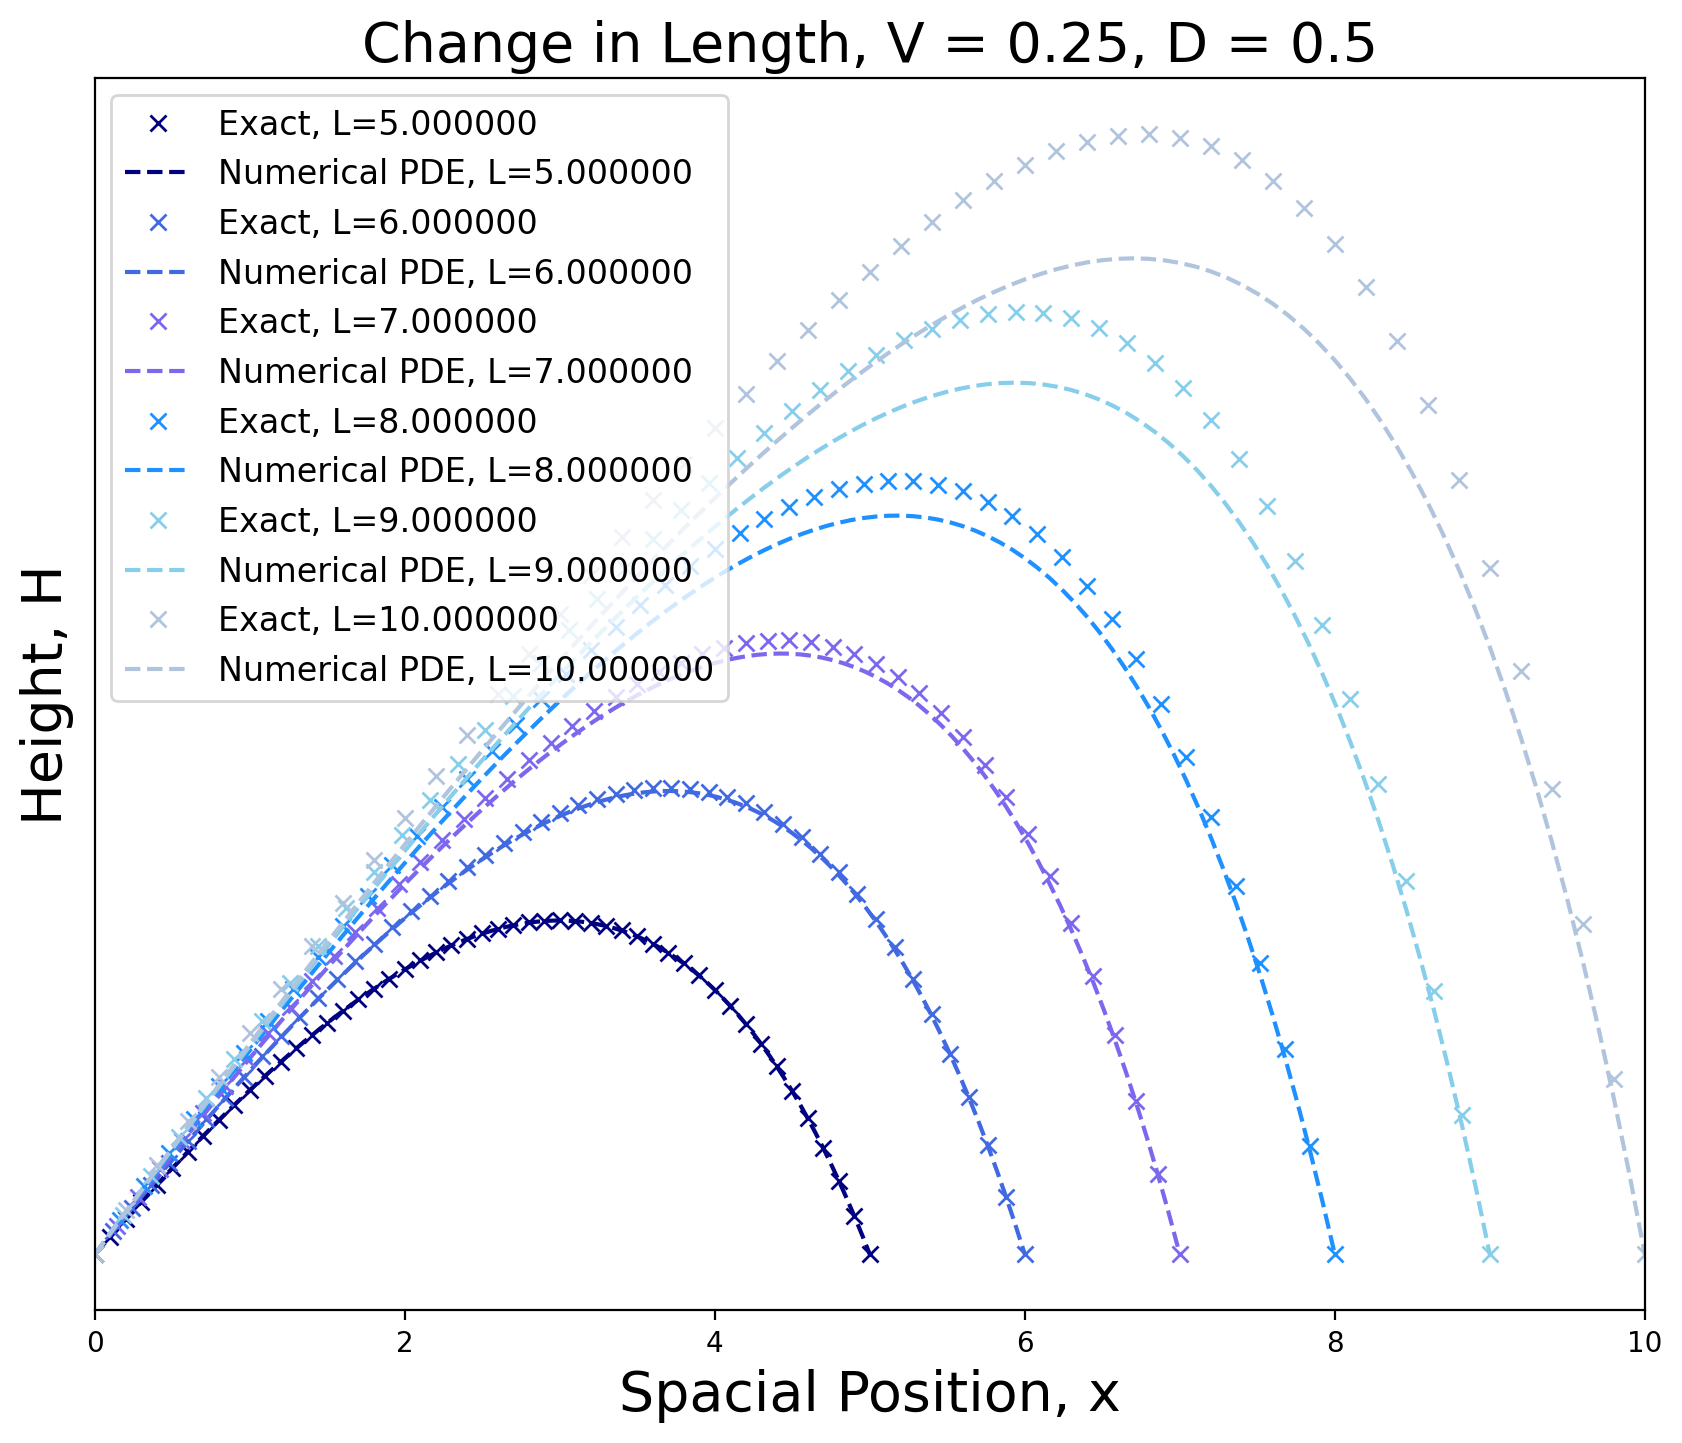 Change in Length, V = 0.25, D = 0.5
Exact, L=5.000000
Numerical PDE, L=5.000000
Exact, L=6.000000
Numerical PDE, L=6.000000
Exact, L=7.000000
Numerical PDE, L=7.000000
Exact, L=8.000000
Numerical PDE, L=8.000000
Exact, L=9.000000
Numerical PDE, L=9.000000
Exact, L=10.000000
Numerical PDE, L=10.000000
Height, H
0 2 4 6 8 10
Spacial Position, x